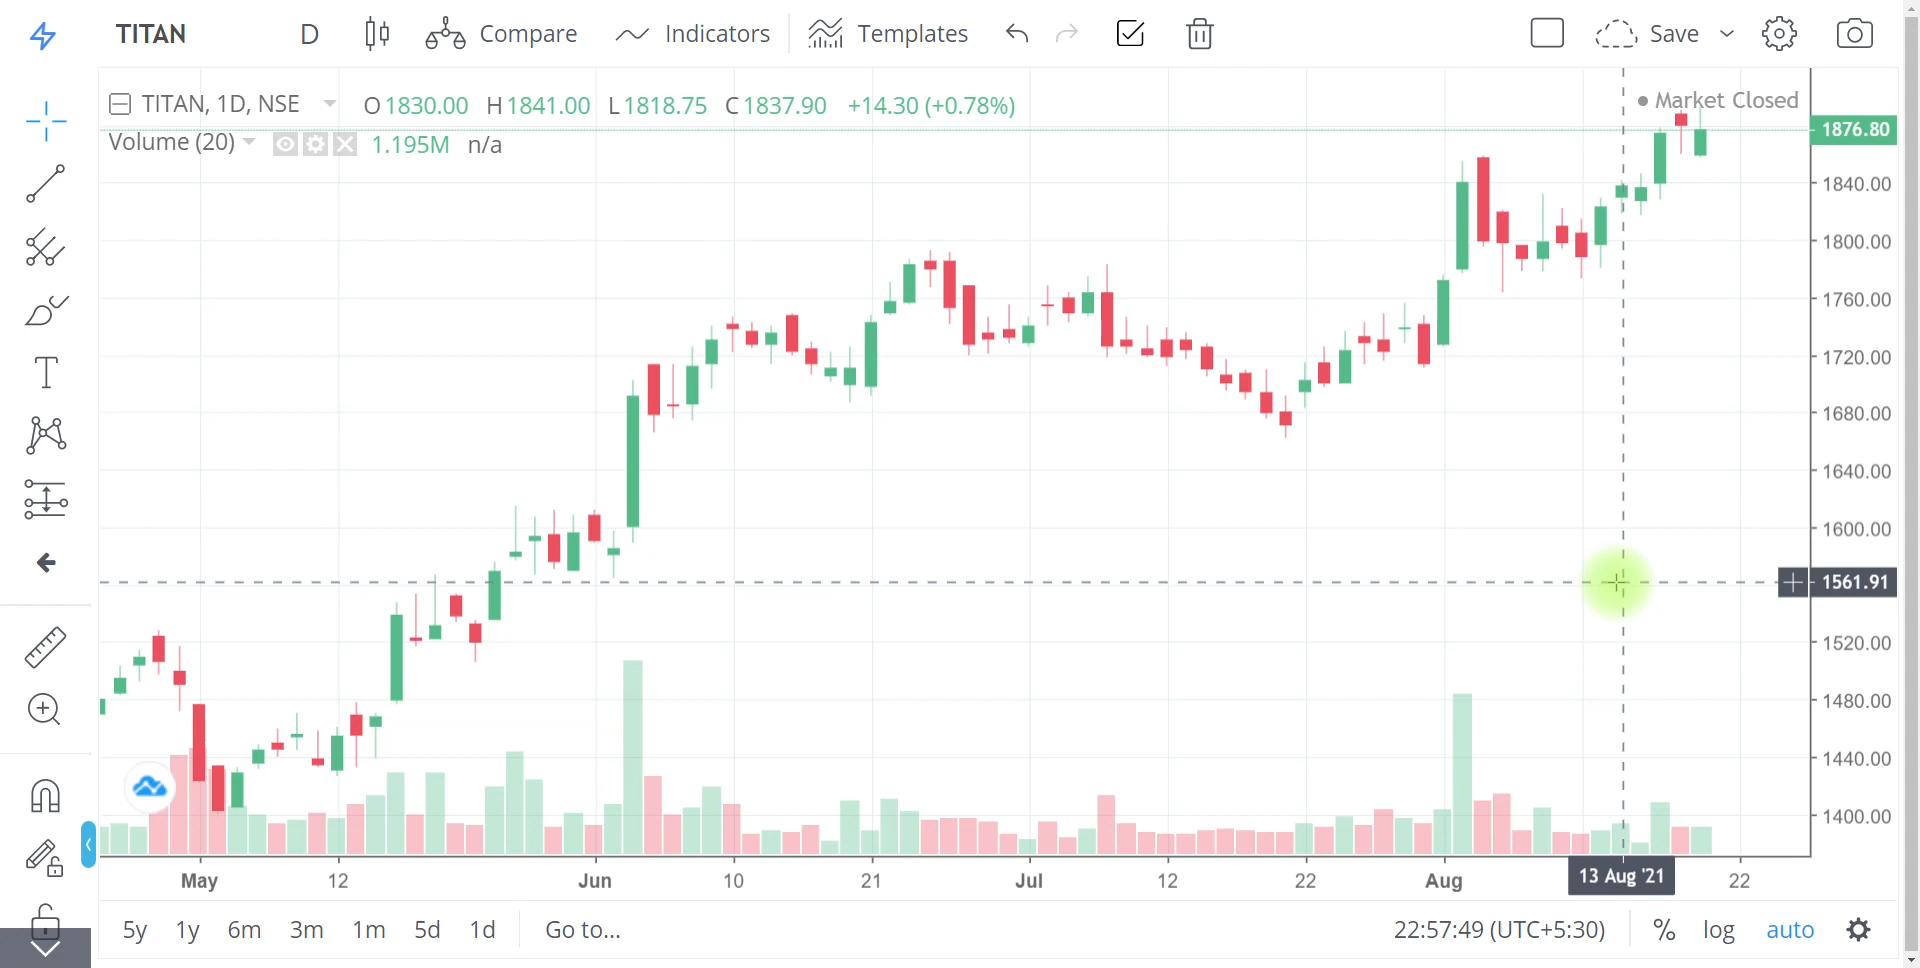 TITAN D Compare Indicators Templates Save
TITAN, 1D, NSE O1830.00 H1841.00 L1818.75 C1837.90 +14.30 (+0.78%)
Market Closed
Volume (20) 1.195M n/a
1876.80
1840.00
1800.00
1760.00
1720.00
1680.00
1640.00
1600.00
1561.91
1520.00
1480.00
1440.00
1400.00
May 12 Jun 10 21 Jul 12 22 Aug 13 Aug '21 22
5y 1y 6m 3m 1m 5d 1d Go to... 22:57:49 (UTC+5:30) % log auto